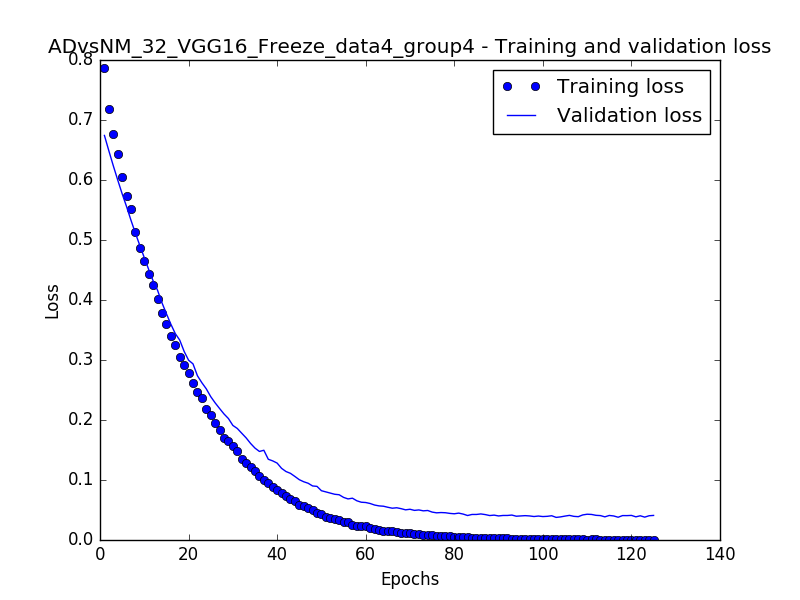 ADvsNM_32_VGG16_Freeze_data4_group4 - Training and validation loss
Training loss
Validation loss
0.8
0.7
0.6
0.5
0.4
0.3
0.2
0.1
0.0
Loss
0 20 40 60 80 100 120 140
Epochs